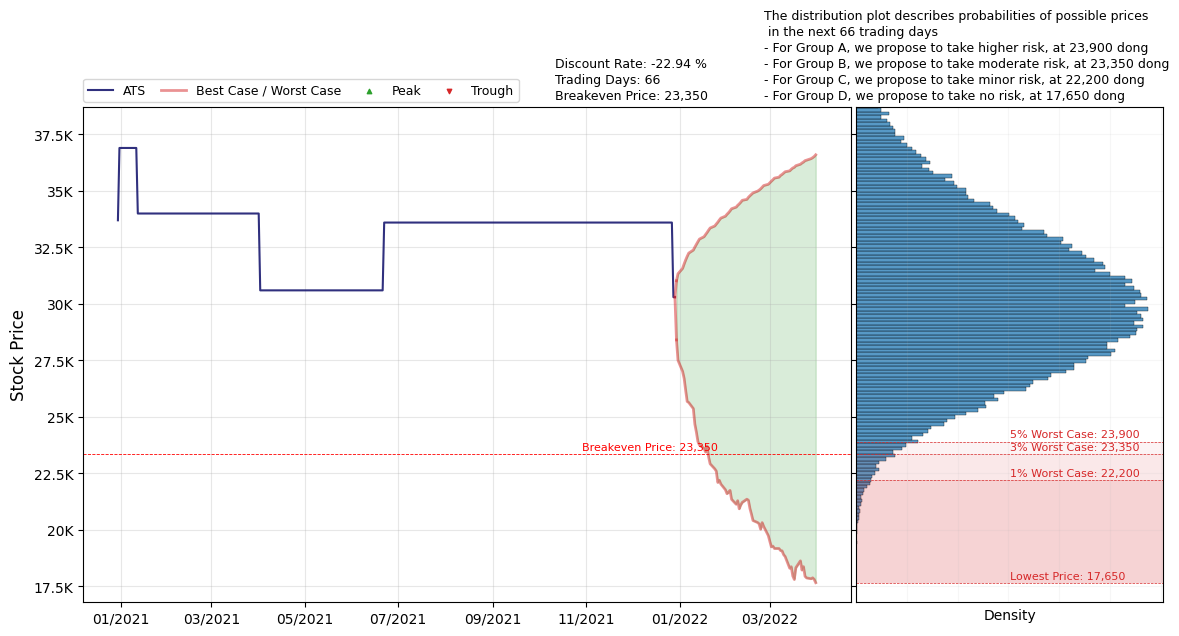 The distribution plot describes probabilities of possible prices
in the next 66 trading days
- For Group A, we propose to take higher risk, at 23,900 dong
- For Group B, we propose to take moderate risk, at 23,350 dong
- For Group C, we propose to take minor risk, at 22,200 dong
- For Group D, we propose to take no risk, at 17,650 dong
Discount Rate: -22.94 %
Trading Days: 66
Breakeven Price: 23,350
ATS
Best Case / Worst Case
Peak
Trough
Stock Price
37.5K
35K
32.5K
30K
27.5K
25K
22.5K
20K
17.5K
Breakeven Price: 23,350
5% Worst Case: 23,900
3% Worst Case: 23,350
1% Worst Case: 22,200
Lowest Price: 17,650
01/2021
03/2021
05/2021
07/2021
09/2021
11/2021
01/2022
03/2022
Density